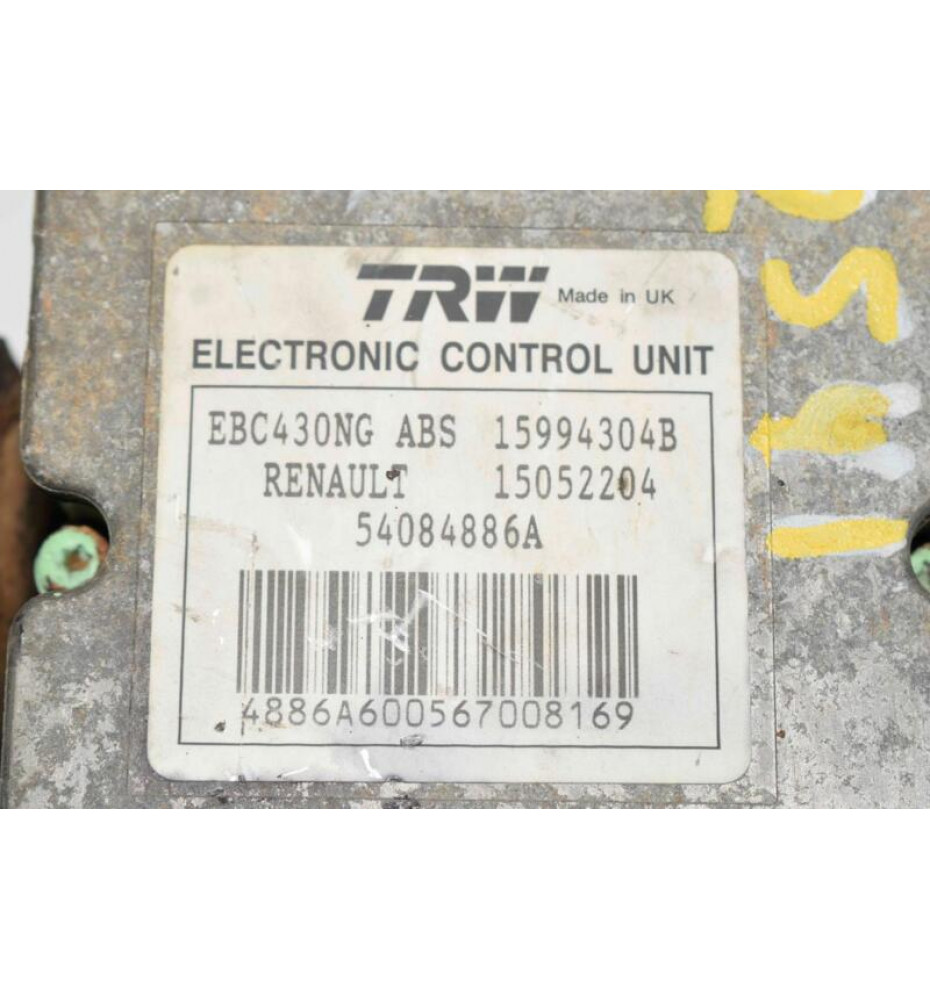 TRW Made in UK
ELECTRONIC CONTROL UNIT
EBC430NG ABS 15994304B
RENAULT 15052204
54084886A
4886A600567008169